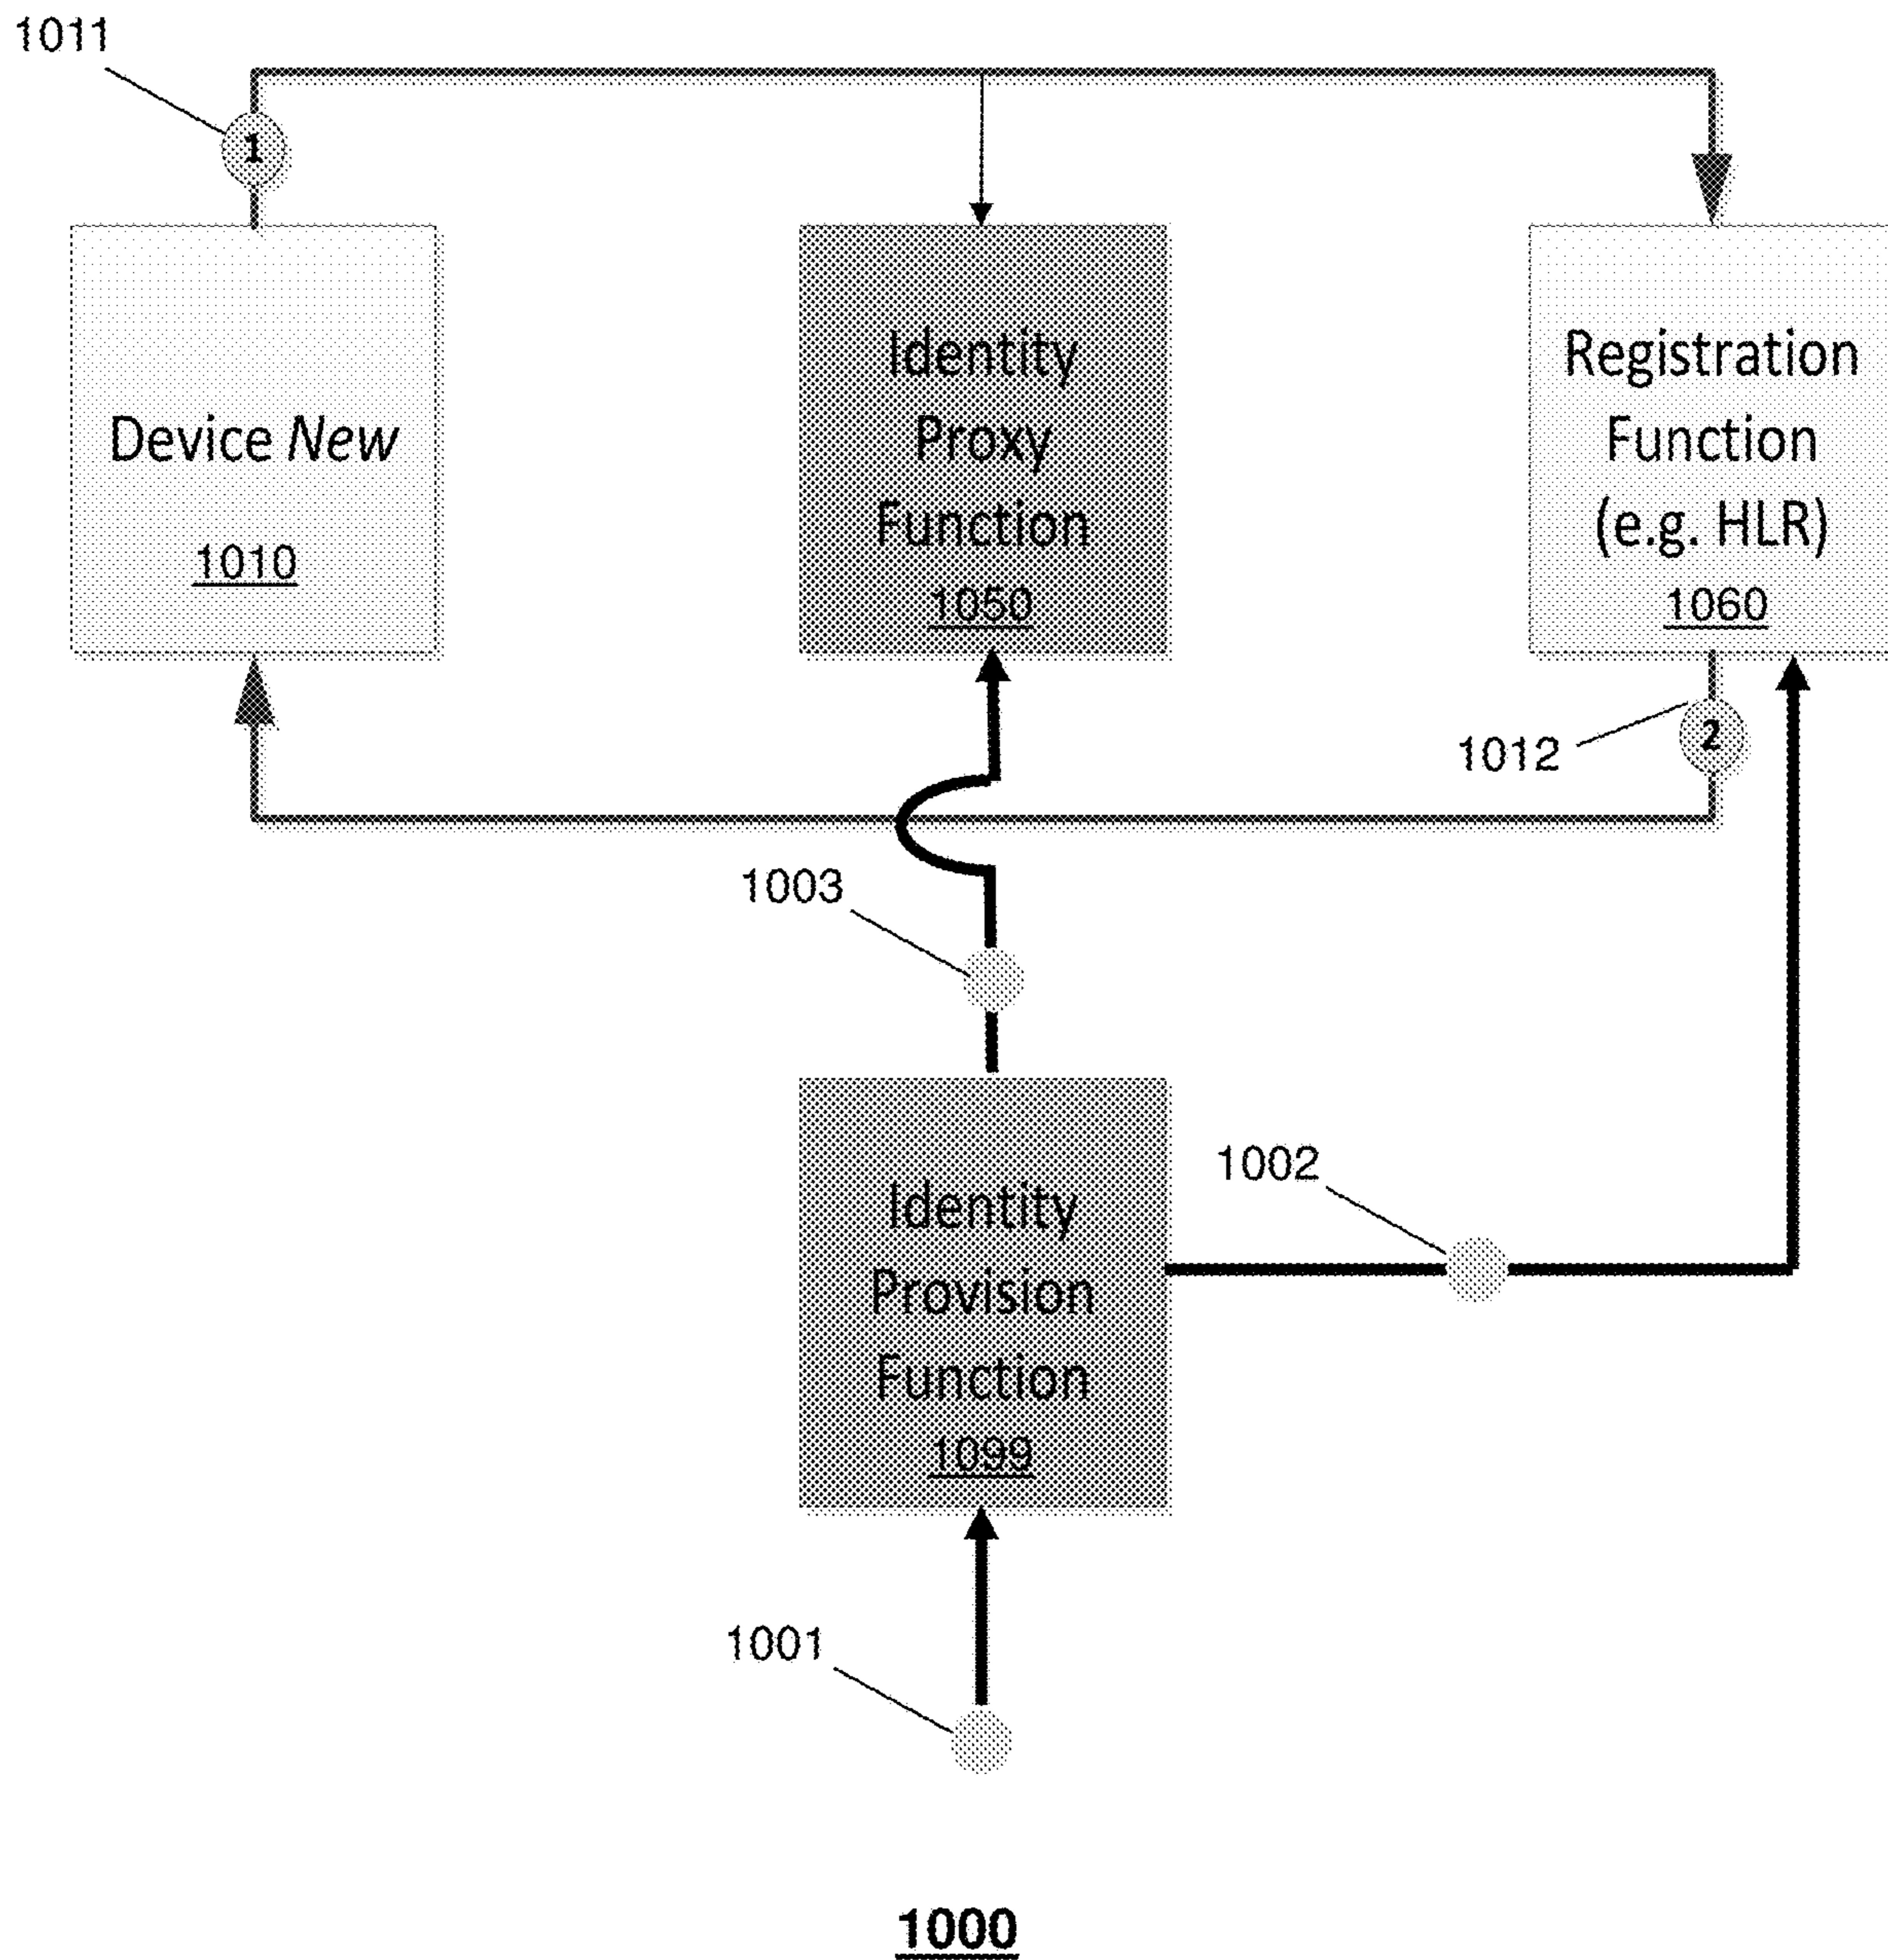 1011
1
Device New
1010
Identity
Proxy
Function
1050
Registration
Function
(e.g. HLR)
1060
1012
2
1003
1002
Identity
Provision
Function
1099
1001
1000